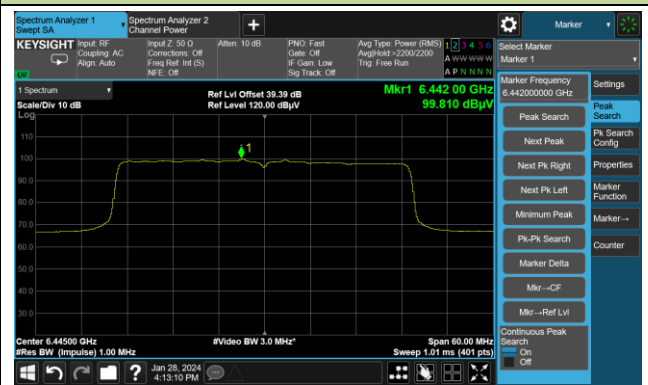 Spectrum Analyzer 1
Swept SA
Spectrum Analyzer 2
Channel Power
+
Marker
KEYSIGHT
Input: RF
Coupling: AC
Align: Auto
Input Z: 50 Ω
Corrections: Off
Freq Ref: Int (S)
NFE: Off
Atten: 10 dB
PNO: Fast
Gate: Off
IF Gain: Low
Sig Track: Off
Avg Type: Power (RMS)
Avg|Hold:>2200/2200
Trig: Free Run
1 2 3 4 5 6
A W W W W W
A P N N N N
Select Marker
Marker 1
1 Spectrum
Scale/Div 10 dB
Log
Ref Lvl Offset 39.39 dB
Ref Level 120.00 dBµV
Mkr1 6.442 00 GHz
99.810 dBµV
110
100
90.0
80.0
70.0
60.0
50.0
40.0
30.0
1
Center 6.44500 GHz
#Res BW (Impulse) 1.00 MHz
#Video BW 3.0 MHz*
Span 60.00 MHz
Sweep 1.01 ms (401 pts)
Marker Frequency
6.442000000 GHz
Peak Search
Next Peak
Next Pk Right
Next Pk Left
Minimum Peak
Pk-Pk Search
Marker Delta
Mkr→CF
Mkr→Ref Lvl
Continuous Peak
Search
On
Off
Settings
Peak
Search
Pk Search
Config
Properties
Marker
Function
Marker→
Counter
?
Jan 28, 2024
4:13:10 PM